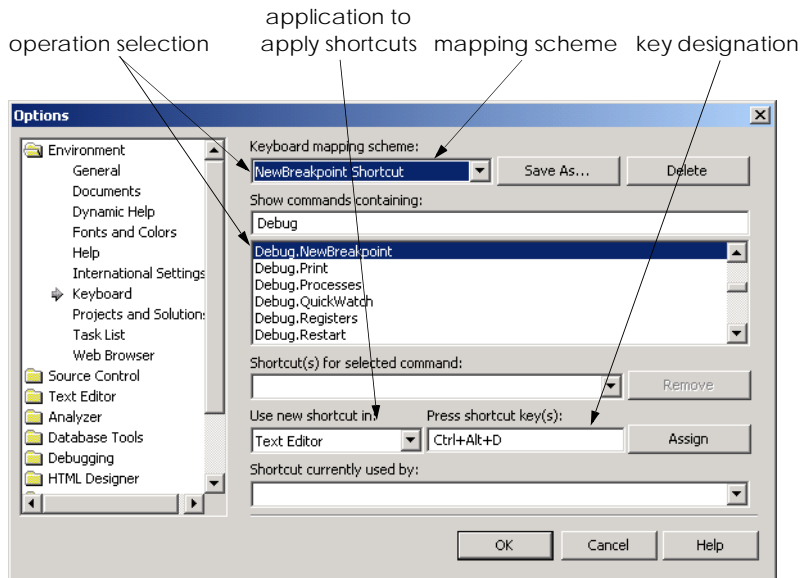 application to
operation selection apply shortcuts mapping scheme key designation
Options
Environment
General
Documents
Dynamic Help
Fonts and Colors
Help
International Settings
Keyboard
Projects and Solution
Task List
Web Browser
Source Control
Text Editor
Analyzer
Database Tools
Debugging
HTML Designer
Keyboard mapping scheme:
NewBreakpoint Shortcut Save As... Delete
Show commands containing:
Debug
Debug.NewBreakpoint
Debug.Print
Debug.Processes
Debug.QuickWatch
Debug.Registers
Debug.Restart
Shortcut(s) for selected command:
Remove
Use new shortcut in: Press shortcut key(s):
Text Editor Ctrl+Alt+D Assign
Shortcut currently used by:
OK Cancel Help